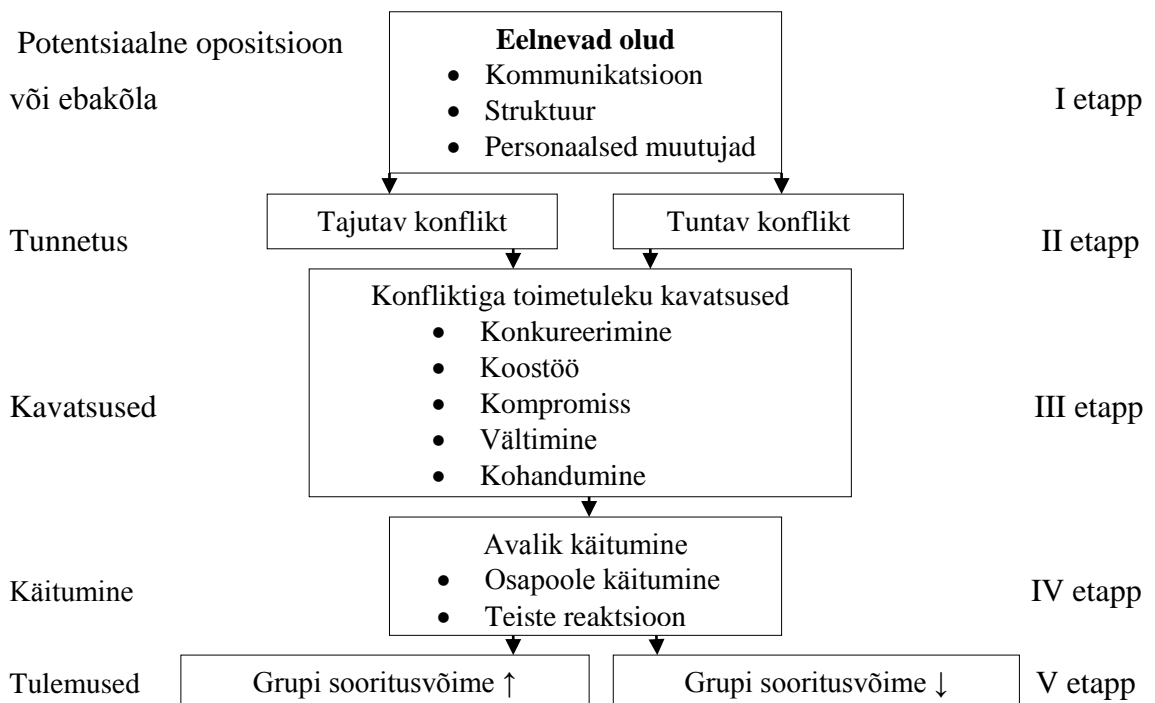 Potentsiaalne opositsioon
või ebakõla
Eelnevad olud
• Kommunikatsioon
• Struktuur
• Personaalsed muutujad
I etapp
Tunnetus
Tajutav konflikt
Tuntav konflikt
II etapp
Kavatsused
Konfliktiga toimetuleku kavatsused
• Konkureerimine
• Koostöö
• Kompromiss
• Vältimine
• Kohandumine
III etapp
Käitumine
Avalik käitumine
• Osapoole käitumine
• Teiste reaktsioon
IV etapp
Tulemused
Grupi sooritusvõime ↑
Grupi sooritusvõime ↓
V etapp